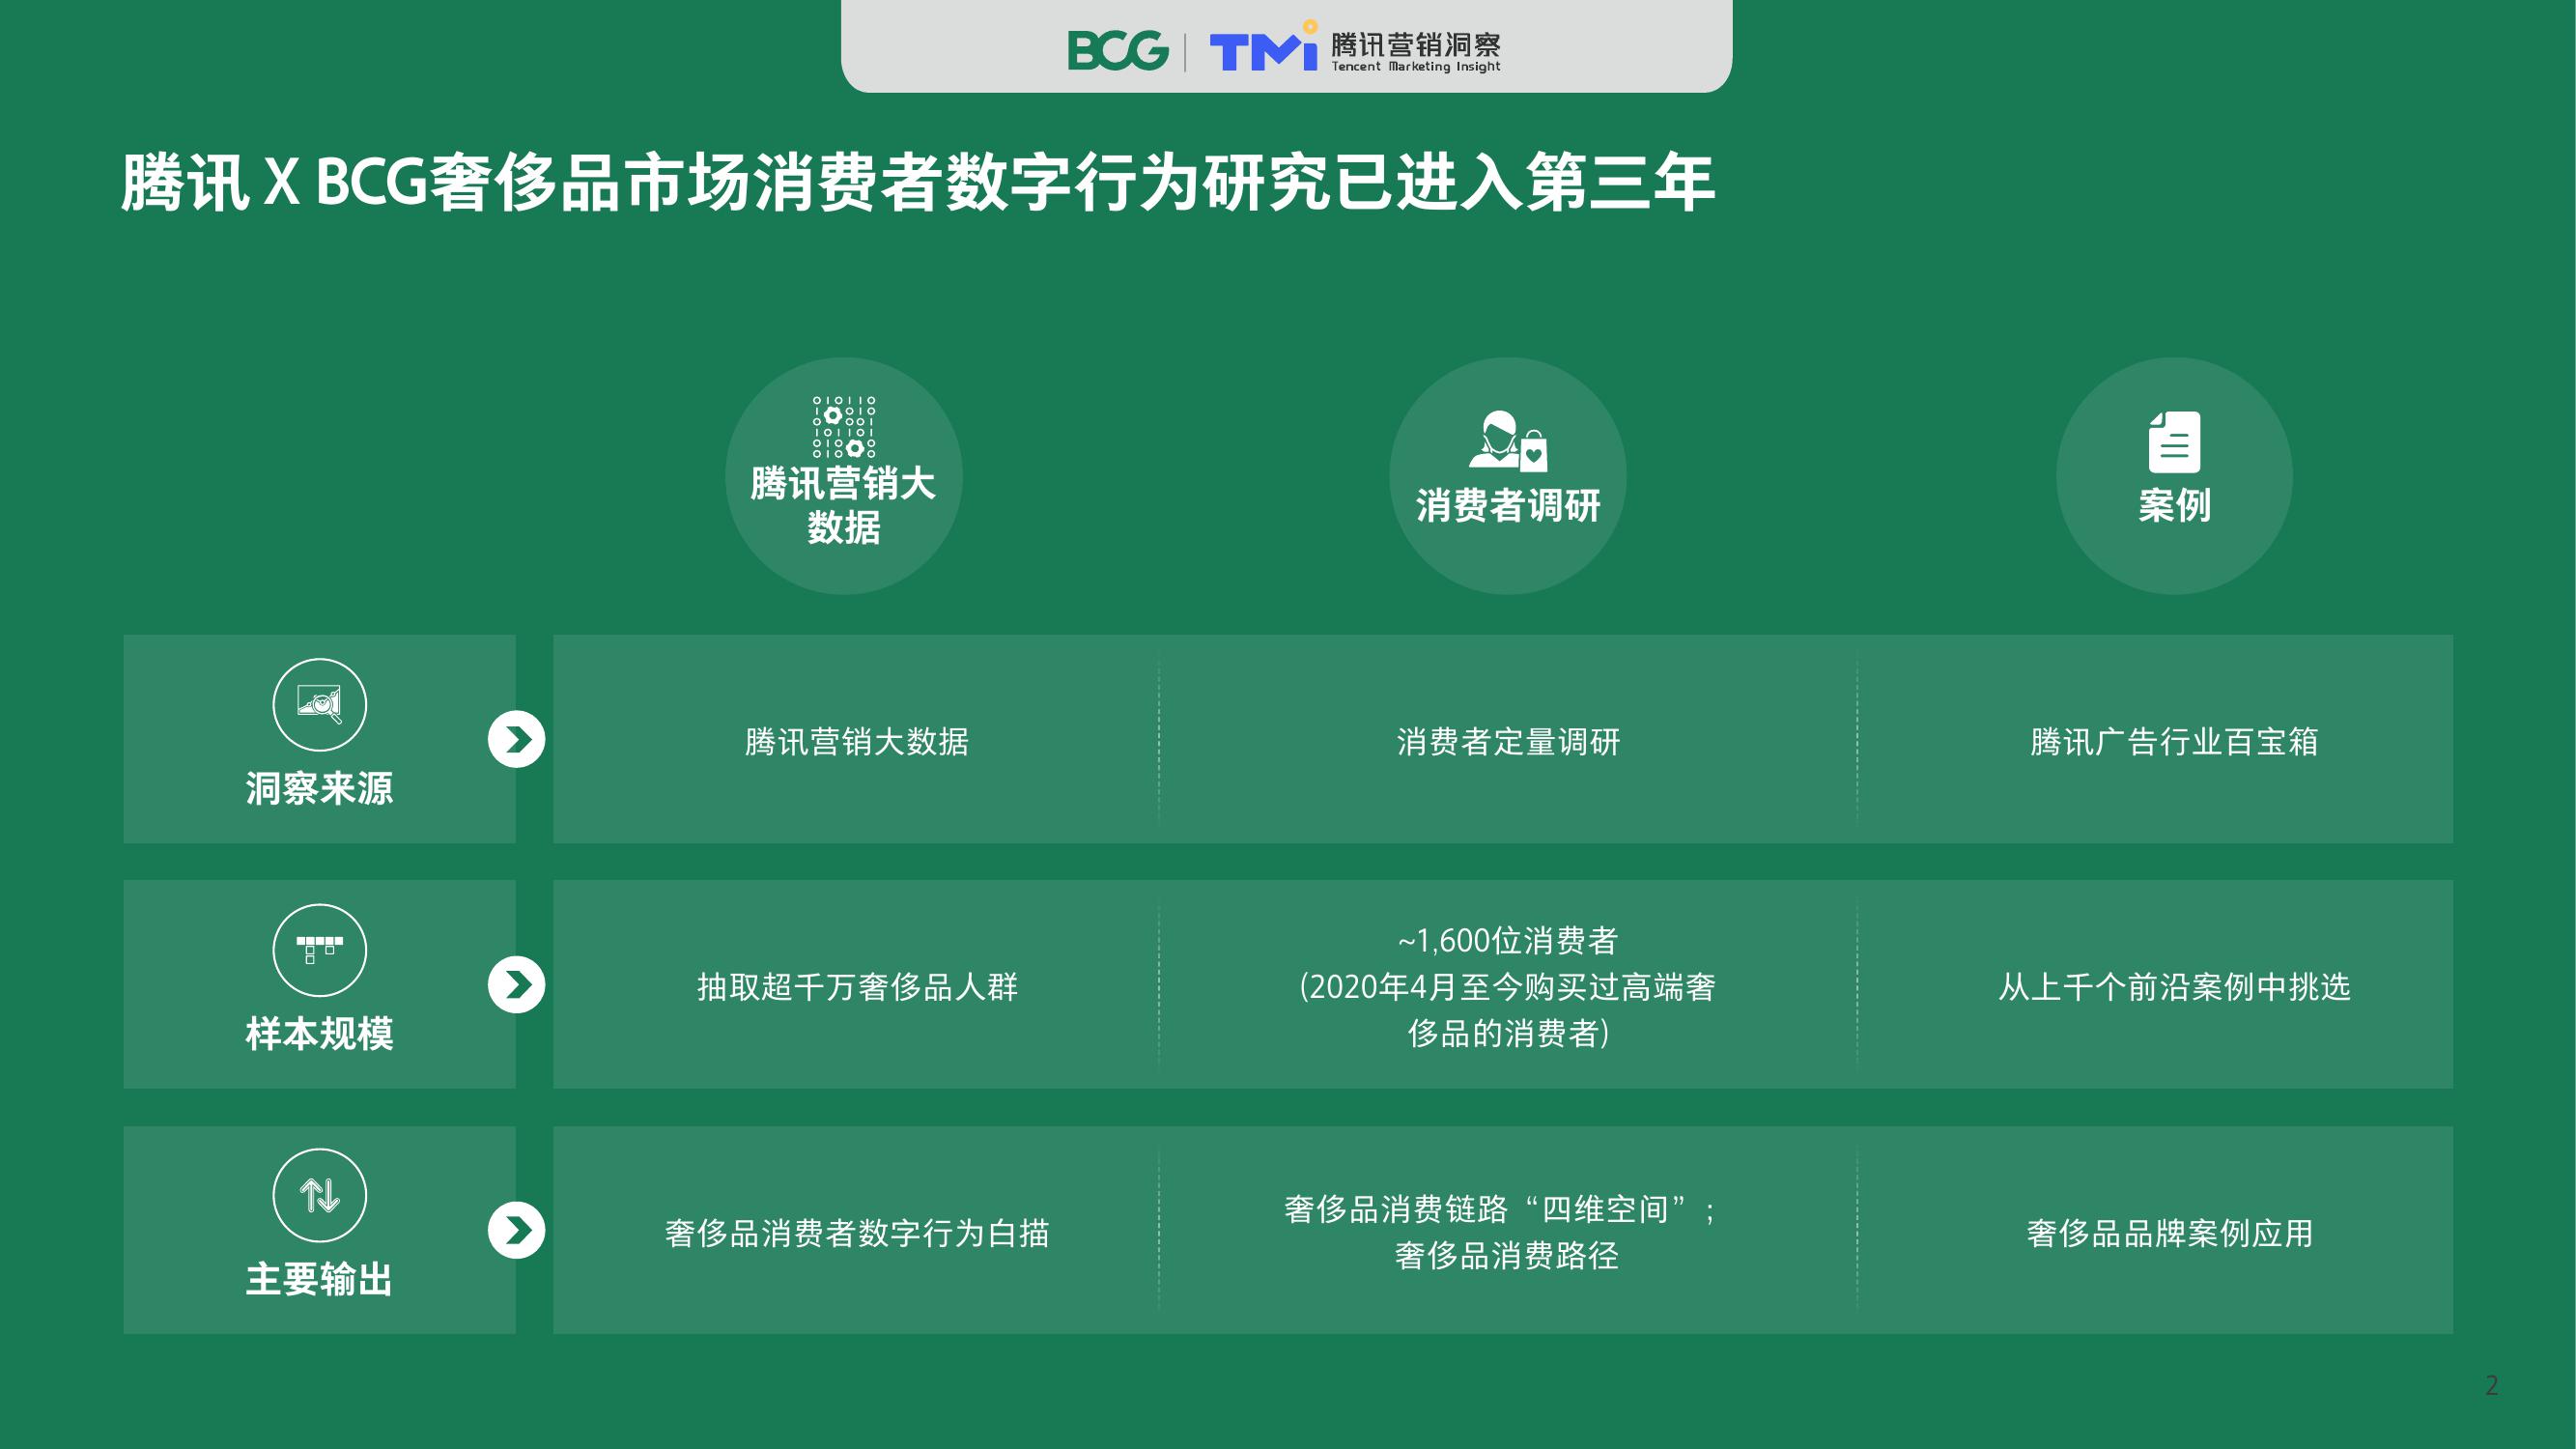 BCG
TMi 腾讯营销洞察
Tencent Marketing Insight
腾讯 X BCG奢侈品市场消费者数字行为研究已进入第三年
腾讯营销大
数据
消费者调研
案例
洞察来源
腾讯营销大数据
消费者定量调研
腾讯广告行业百宝箱
样本规模
抽取超千万奢侈品人群
~1,600位消费者
(2020年4月至今购买过高端奢
侈品的消费者)
从上千个前沿案例中挑选
主要输出
奢侈品消费者数字行为白描
奢侈品消费链路“四维空间”;
奢侈品消费路径
奢侈品品牌案例应用
2